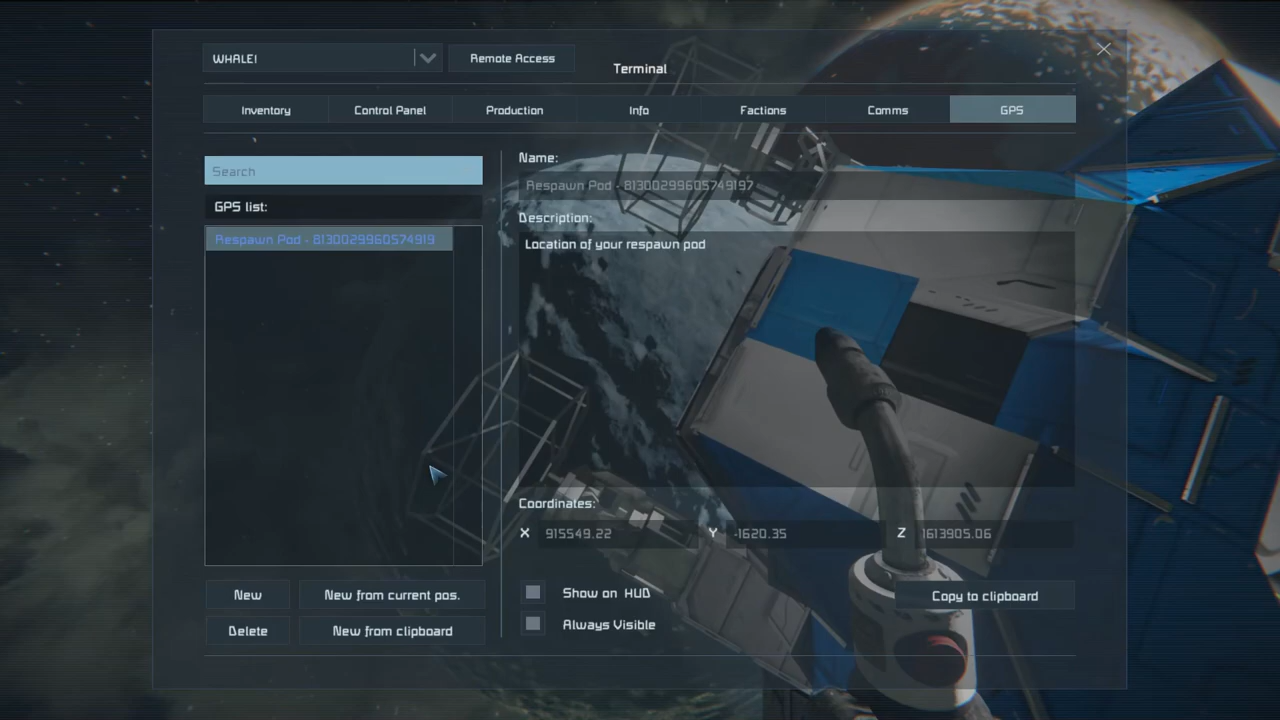 WHALE!
Remote Access
Terminal
Inventory
Control Panel
Production
Info
Factions
Comms
GPS
Search
GPS list:
Respawn Pod - 8130029960574919
Name:
Respawn Pod - 81300299605749197
Description:
Location of your respawn pod
Coordinates:
X 915549.22 Y -1620.35 Z 1613905.06
Show on HUD
Always Visible
Copy to clipboard
New
New from current pos.
Delete
New from clipboard